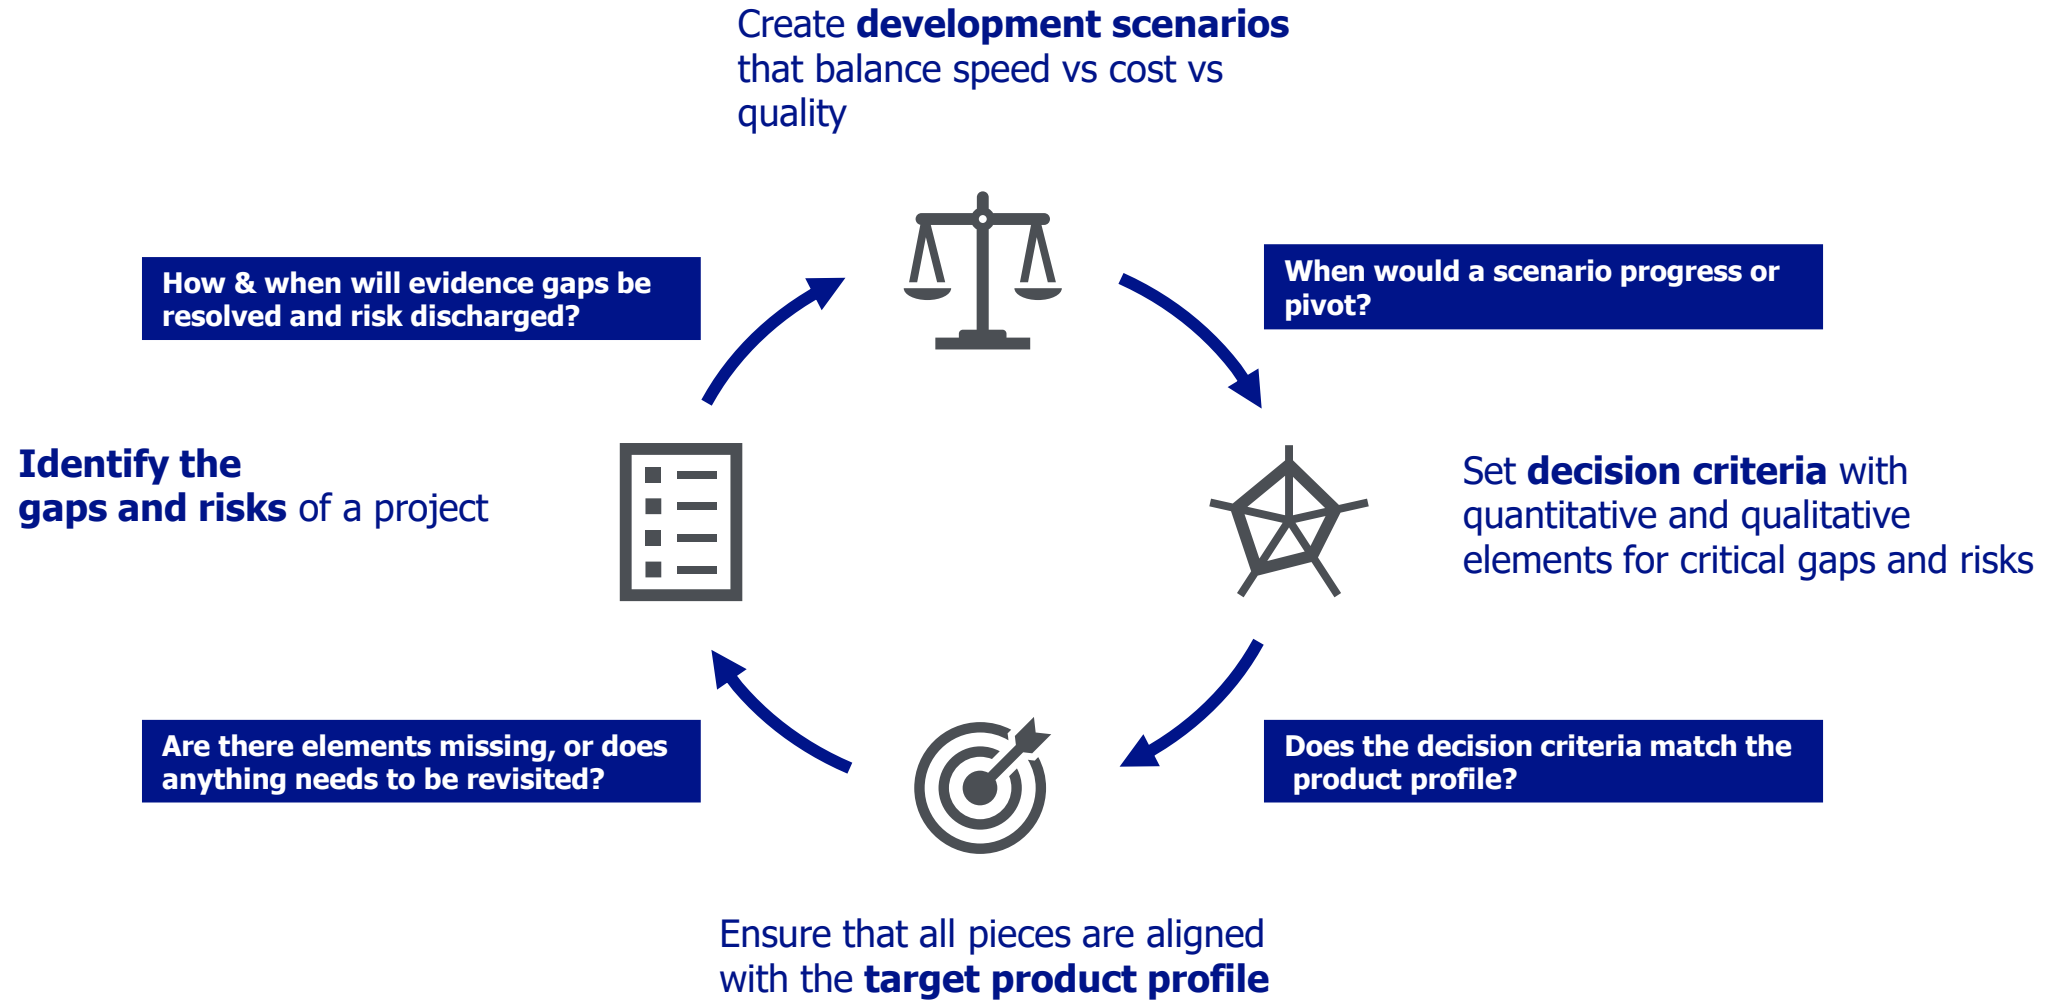 Create development scenarios
that balance speed vs cost vs
quality
How & when will evidence gaps be
resolved and risk discharged?
When would a scenario progress or
pivot?
Identify the
gaps and risks of a project
Set decision criteria with
quantitative and qualitative
elements for critical gaps and risks
Are there elements missing, or does
anything needs to be revisited?
Does the decision criteria match the
product profile?
Ensure that all pieces are aligned
with the target product profile